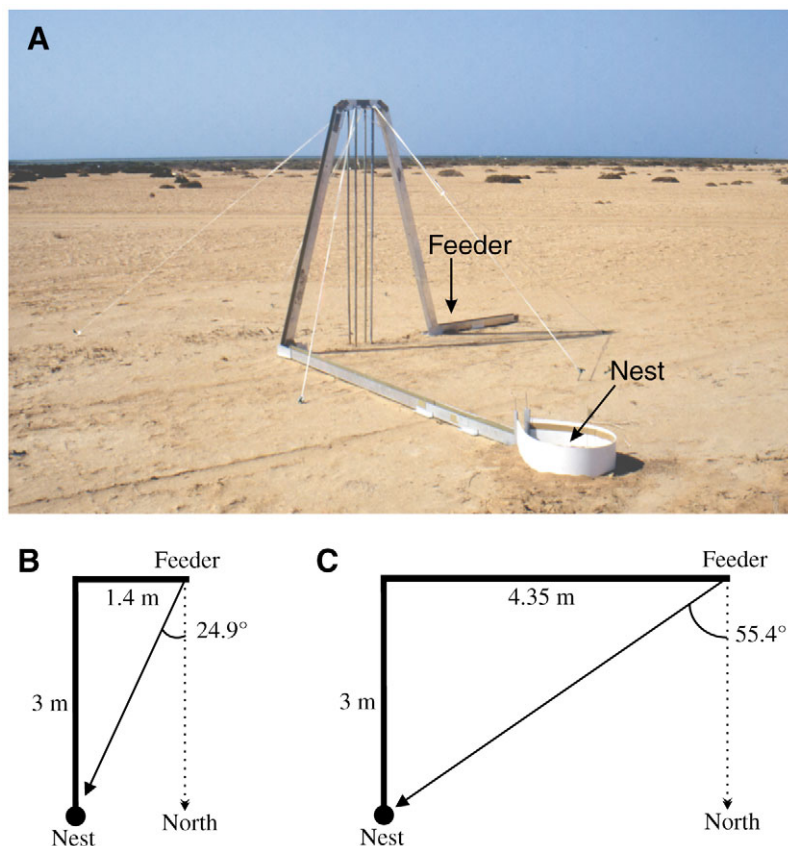 A
Feeder
Nest
B
Feeder
1.4 m
24.9°
3 m
Nest
North
C
Feeder
4.35 m
55.4°
3 m
Nest
North